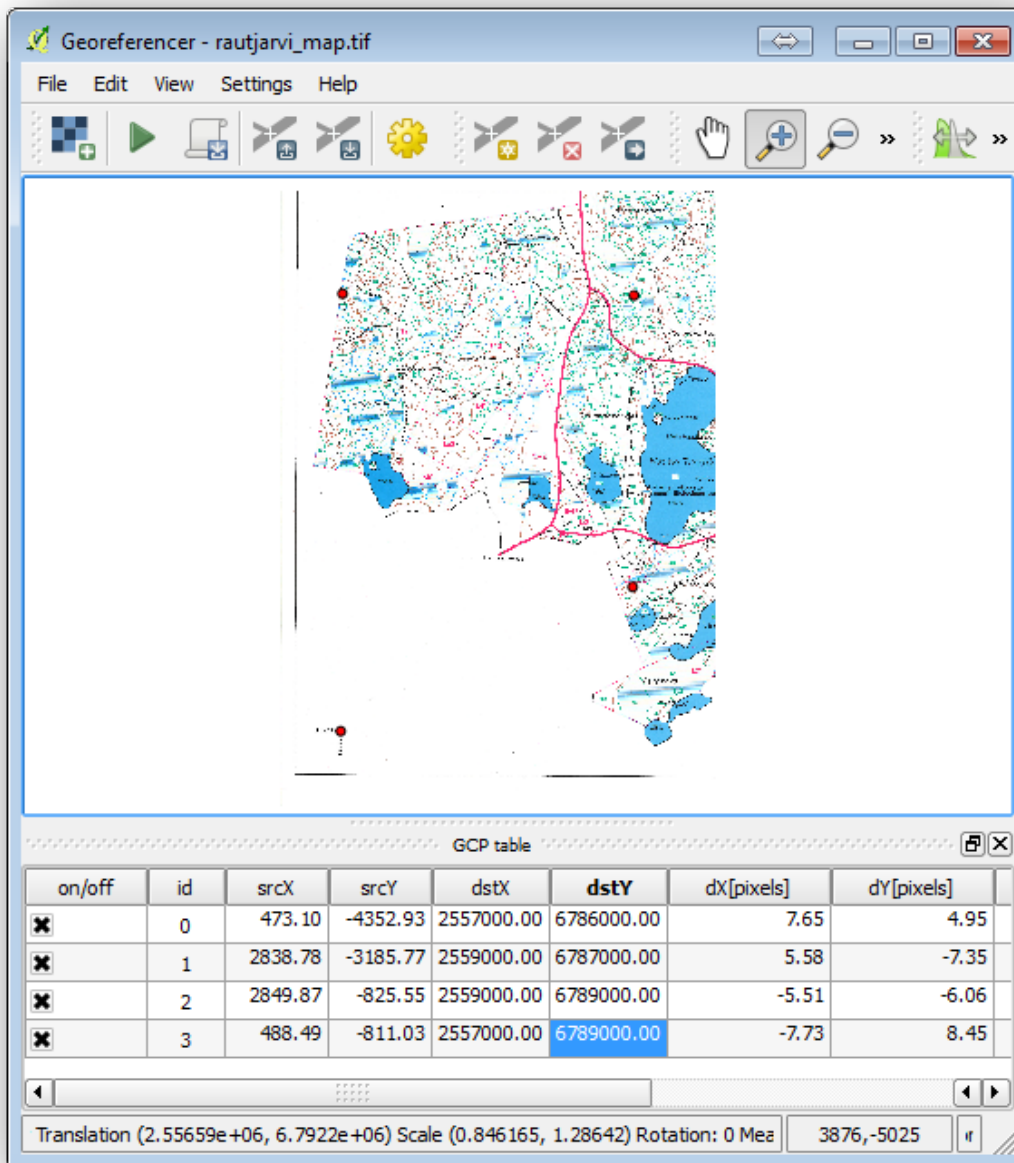 Georeferencer - rautjarvi_map.tif
File Edit View Settings Help
» »
GCP table
on/off id srcX srcY dstX dstY dX[pixels] dY[pixels]
0 473.10 -4352.93 2557000.00 6786000.00 7.65 4.95
1 2838.78 -3185.77 2559000.00 6787000.00 5.58 -7.35
2 2849.87 -825.55 2559000.00 6789000.00 -5.51 -6.06
3 488.49 -811.03 2557000.00 6789000.00 -7.73 8.45
Translation (2.55659e+06, 6.7922e+06) Scale (0.846165, 1.28642) Rotation: 0 Mea 3876,-5025